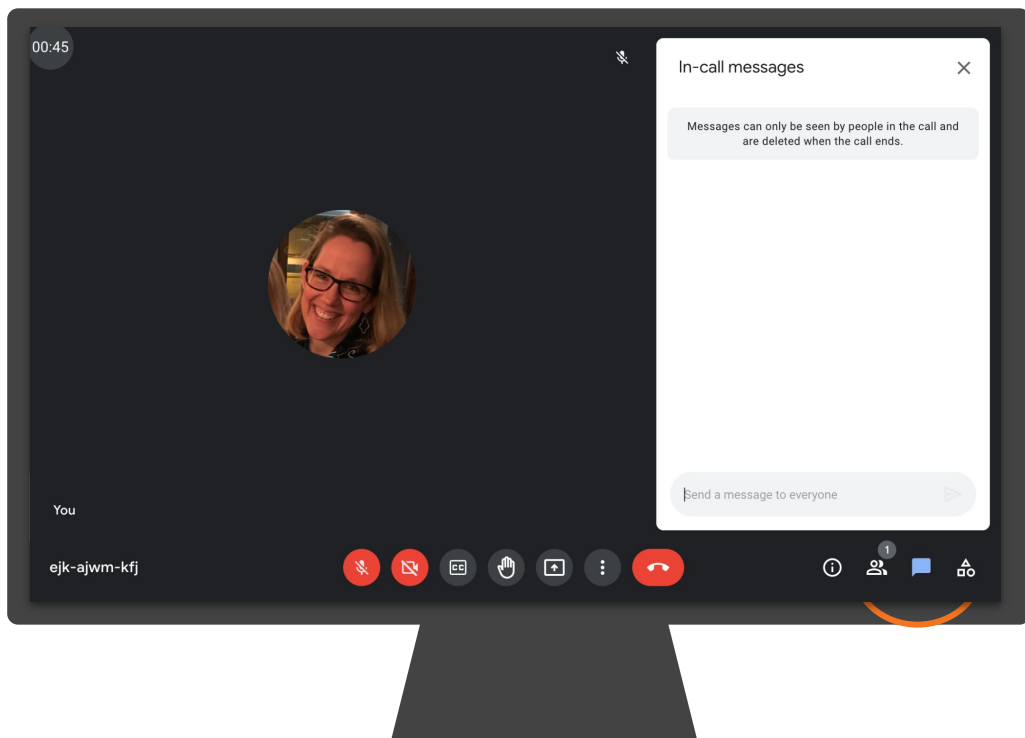 00:45
In-call messages
Messages can only be seen by people in the call and
are deleted when the call ends.
Send a message to everyone
You
ejk-ajwm-kfj
CC
1